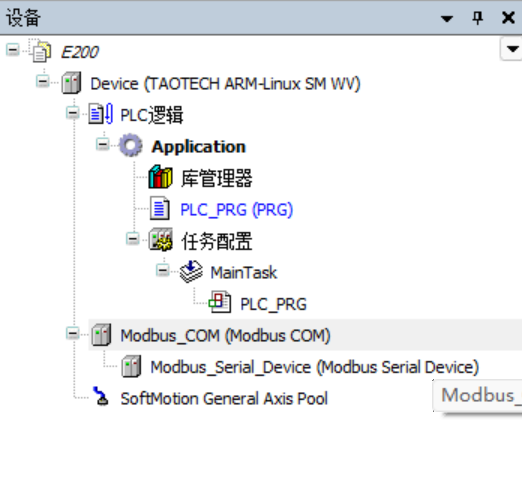 设备
E200
Device (TAOTECH ARM-Linux SM WV)
PLC逻辑
Application
库管理器
PLC_PRG (PRG)
任务配置
MainTask
PLC_PRG
Modbus_COM (Modbus COM)
Modbus_Serial_Device (Modbus Serial Device)
Modbus_
SoftMotion General Axis Pool